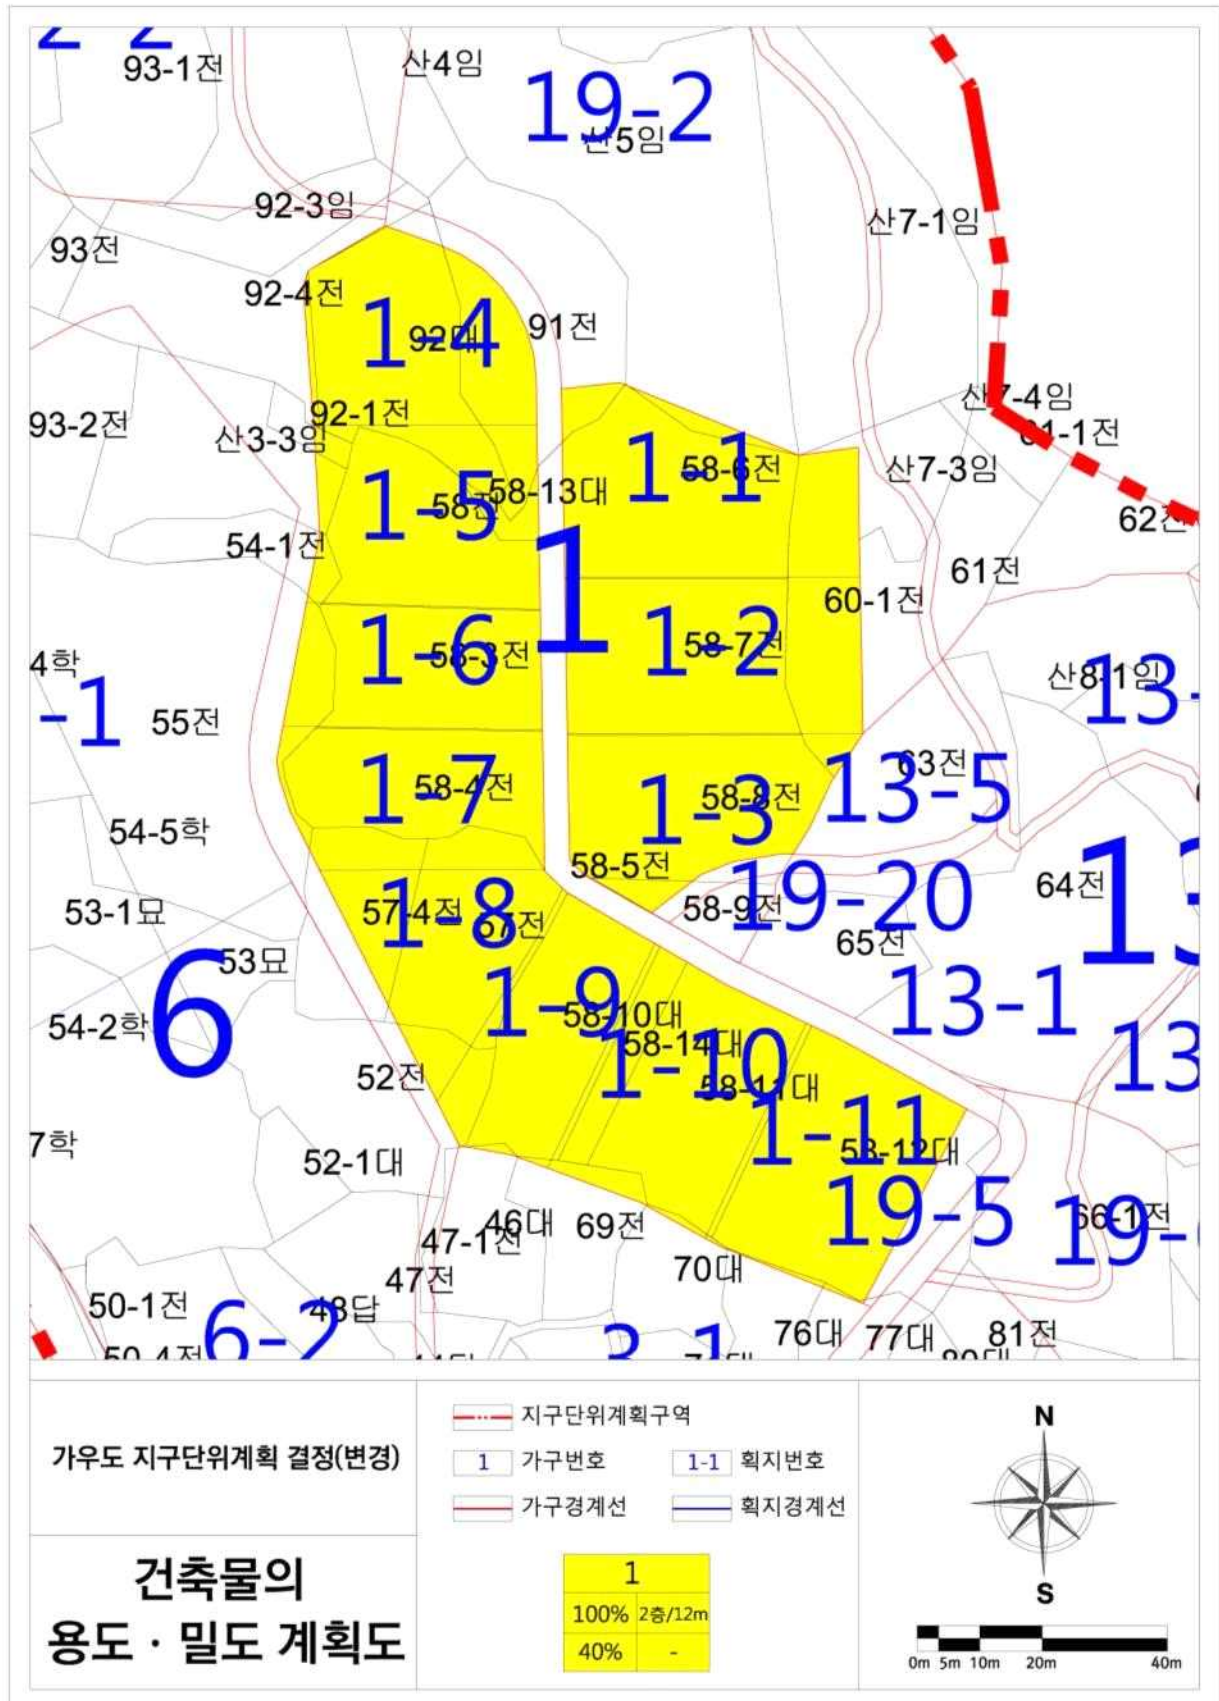 93-1전
산4임
19-2
산5임
92-3임
산7-1임
93전
92-4전
1-4
92대
91전
산7-4임
61-1전
93-2전
92-1전
산3-3임
1-1
58-6전
산7-3임
1-5
58전
58-13대
62전
54-1전
1
61전
60-1전
1-6
58-3전
1-2
58-7전
4학
산8-1임
13-
-1
55전
1-7
58-4전
1-3
58-8전
63전
13-5
54-5학
58-5전
64전
13
53-1묘
57-4전
1-8
57전
58-9전
19-20
65전
53묘
6
54-2학
1-9
58-10대
13-1
58-14대
1-10
58-11대
13
52전
1-11
58-12대
7학
52-1대
19-5
66-1전
19-
46대
69전
47-1전
70대
47전
50-1전
48답
6-2
76대
77대
81전
가우도 지구단위계획 결정(변경)
건축물의
용도 · 밀도 계획도
지구단위계획구역
1 가구번호 1-1 획지번호
가구경계선 획지경계선
1
100% 2층/12m
40% -
N
S
0m 5m 10m 20m 40m